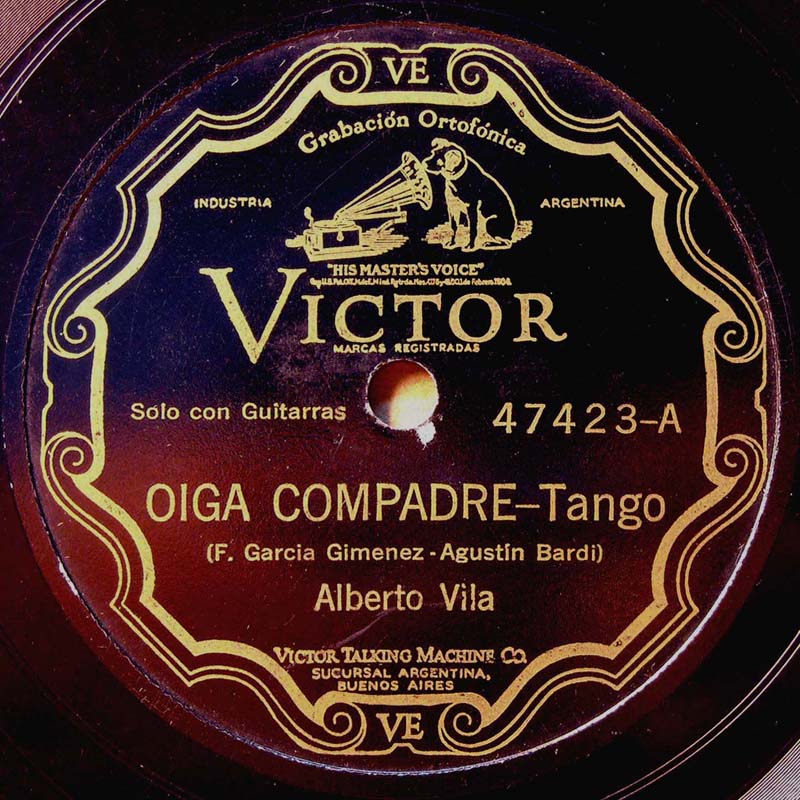 VE
Grabación Ortofónica
INDUSTRIA
ARGENTINA
"HIS MASTER'S VOICE"
VICTOR
MARCAS REGISTRADAS
Solo con Guitarras
47423-A
OIGA COMPADRE-Tango
(F. Garcia Gimenez - Agustín Bardi)
Alberto Vila
VICTOR TALKING MACHINE CO.
SUCURSAL ARGENTINA,
BUENOS AIRES
VE